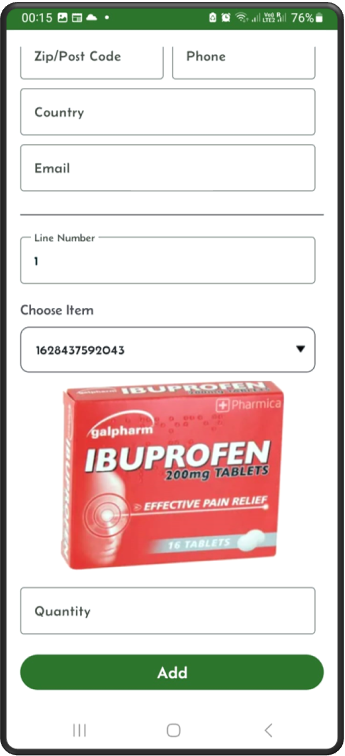 00:15 76%
Zip/Post Code Phone
Country
Email
Line Number
1
Choose Item
1628437592043
IBUPROFEN
Pharmica
galpharm
IBUPROFEN
200mg TABLETS
EFFECTIVE PAIN RELIEF
16 TABLETS
Quantity
Add